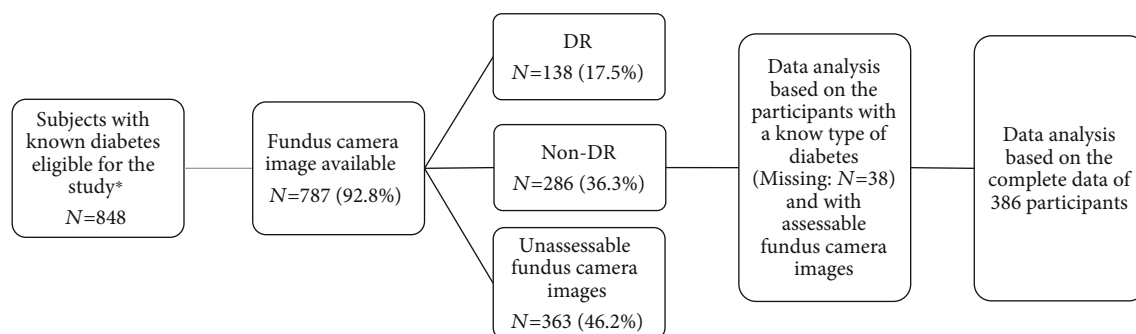 Subjects with
known diabetes
eligible for the
study*
N=848
Fundus camera
image available
N=787 (92.8%)
DR
N=138 (17.5%)
Non-DR
N=286 (36.3%)
Unassessable
fundus camera
images
N=363 (46.2%)
Data analysis
based on the
participants with
a know type of
diabetes
(Missing: N=38)
and with
assessable
fundus camera
images
Data analysis
based on the
complete data of
386 participants